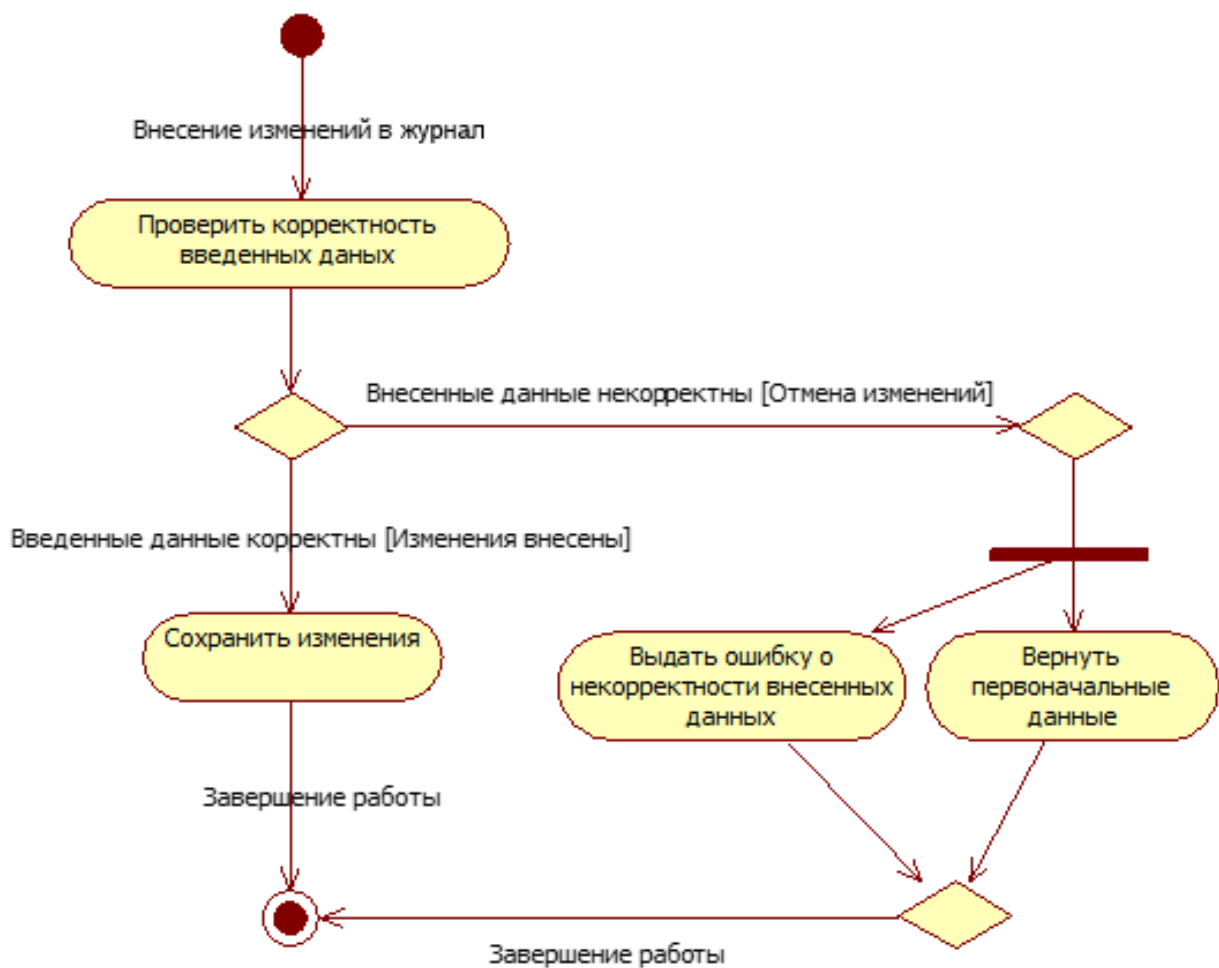 Внесение изменений в журнал
Проверить корректность
введенных даных
Внесенные данные некорректны [Отмена изменений]
Введенные данные корректны [Изменения внесены]
Сохранить изменения
Выдать ошибку о
некорректности внесенных
данных
Вернуть
первоначальные
данные
Завершение работы
Завершение работы